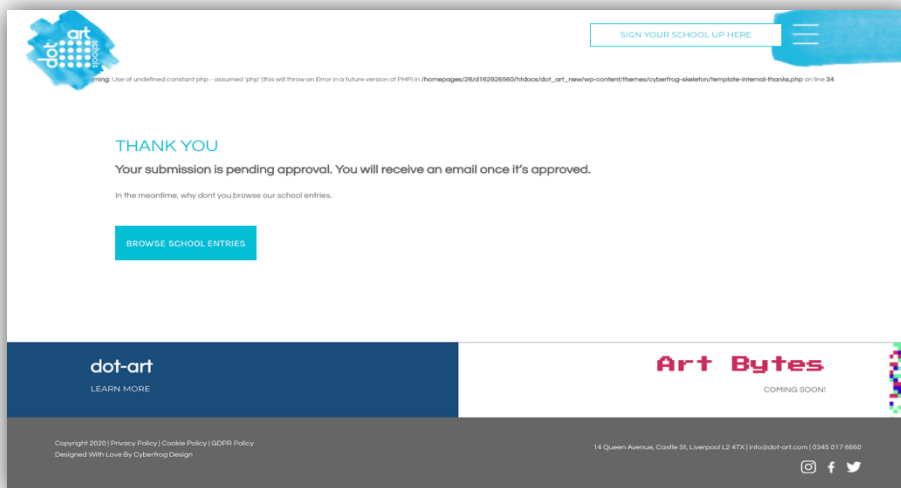 dot art
schools
SIGN YOUR SCHOOL UP HERE
rning: Use of undefined constant php - assumed 'php' (this will throw an Error in a future version of PHP) in /homepages/26/d162926560/htdocs/dot_art_new/wp-content/themes/cyberfrog-skeleton/template-internal-thanks.php on line 34
THANK YOU
Your submission is pending approval. You will receive an email once it's approved.
In the meantime, why dont you browse our school entries.
BROWSE SCHOOL ENTRIES
dot-art
LEARN MORE
Art Bytes
COMING SOON!
Copyright 2020 | Privacy Policy | Cookie Policy | GDPR Policy
Designed With Love By Cyberfrog Design
14 Queen Avenue, Castle St, Liverpool L2 4TX | info@dot-art.com | 0345 017 6660